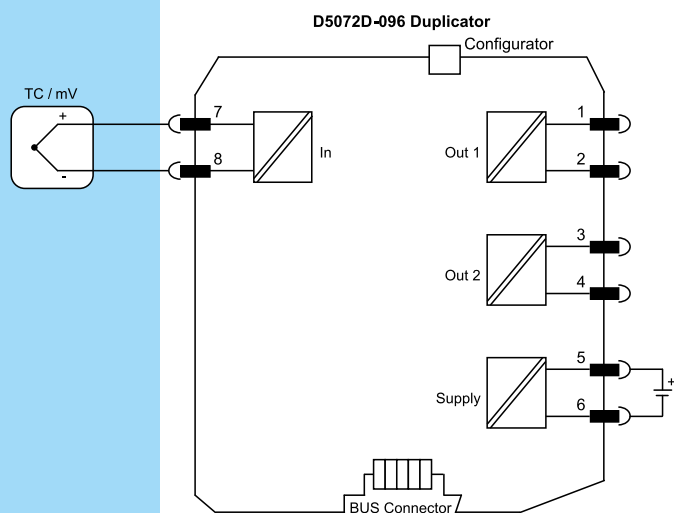 D5072D-096 Duplicator
Configurator
TC / mV
+
-
7
8
In
1
2
Out 1
3
4
Out 2
5
6
Supply
+
BUS Connector